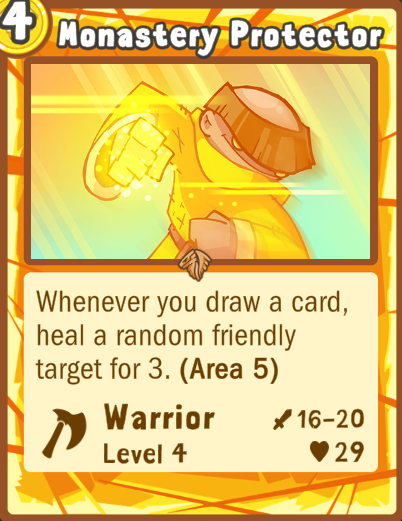 4
Monastery Protector
Whenever you draw a card,
heal a random friendly
target for 3. (Area 5)
Warrior 16-20
Level 4 29